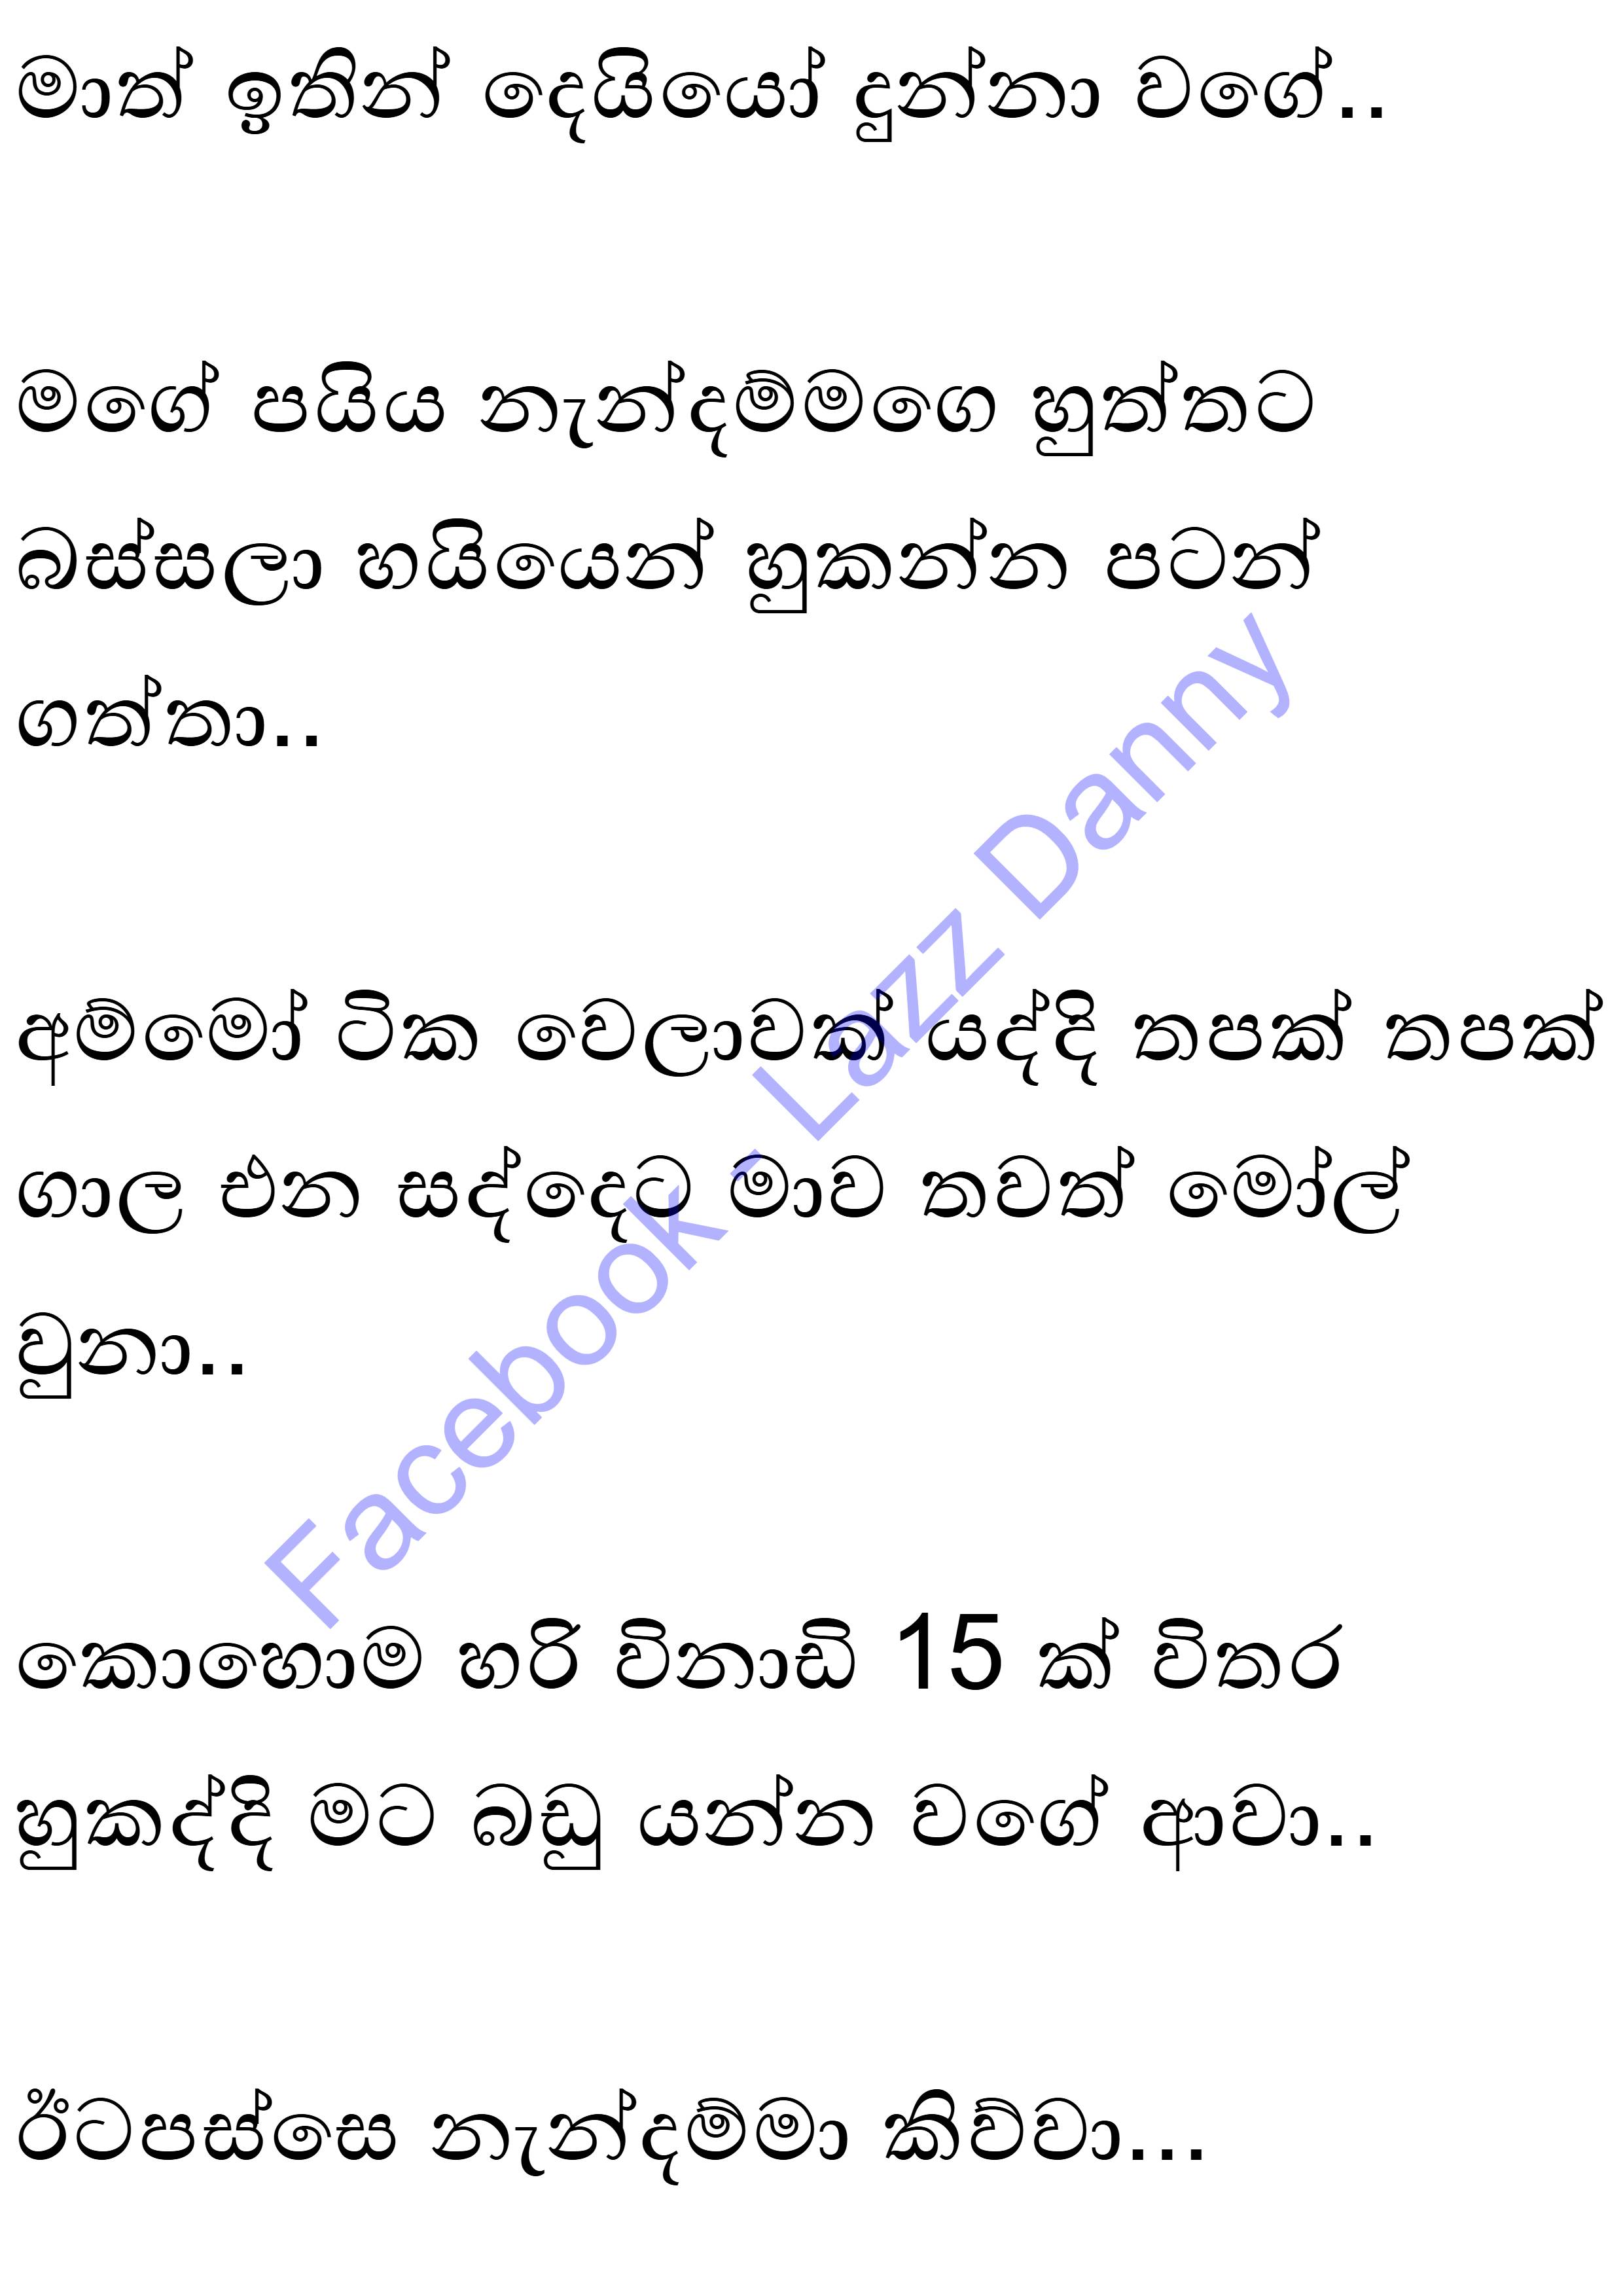 මාත් ඉතින් දෙයියෝ දුන්නා වගේ..
මගේ පයිය නැන්දම්මගෙ හුත්තට
බස්සලා හයියෙන් හුකන්න පටන්
ගත්තා..
අම්මෝ ටික වෙලාවක් යද්දි තපක් තපක්
ගාල එන සද්දෙට මාව තවත් මෝල්
වුනා..
කොහොම හරි විනාඩි 15 ක් විතර
හුකද්දි මට බඩු යන්න වගේ ආවා..
ඊටපස්සෙ නැන්දම්මා කිව්වා...
Facebook - Lazz Danny